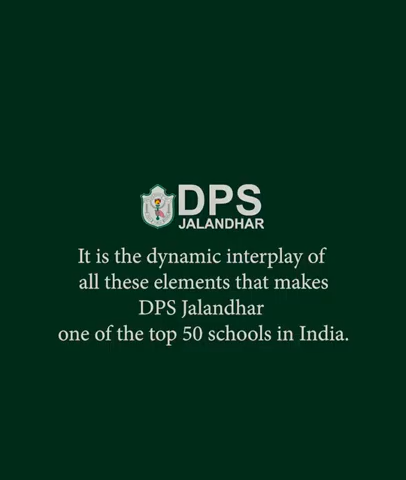 DPS
JALANDHAR
It is the dynamic interplay of
all these elements that makes
DPS Jalandhar
one of the top 50 schools in India.